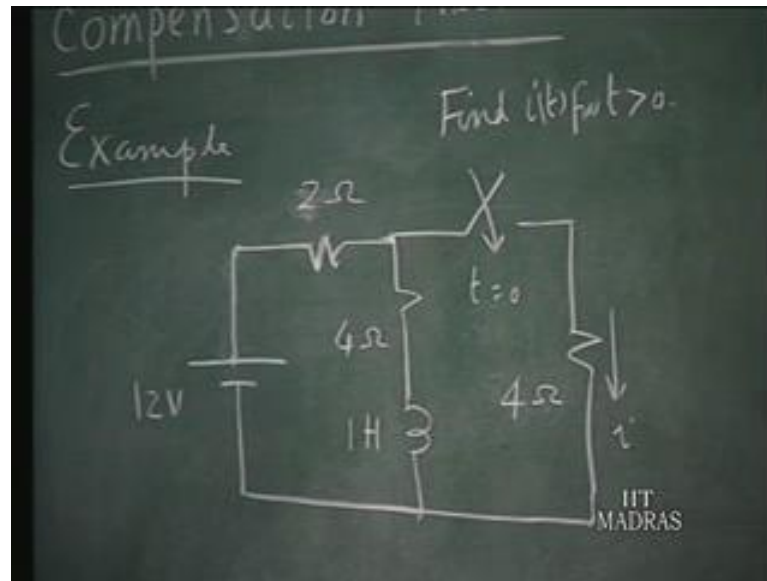 Compensation
Example
Find i(t) for t>0.
2Ω
t=0
4Ω
12V
1H
4Ω
i
IIT
MADRAS